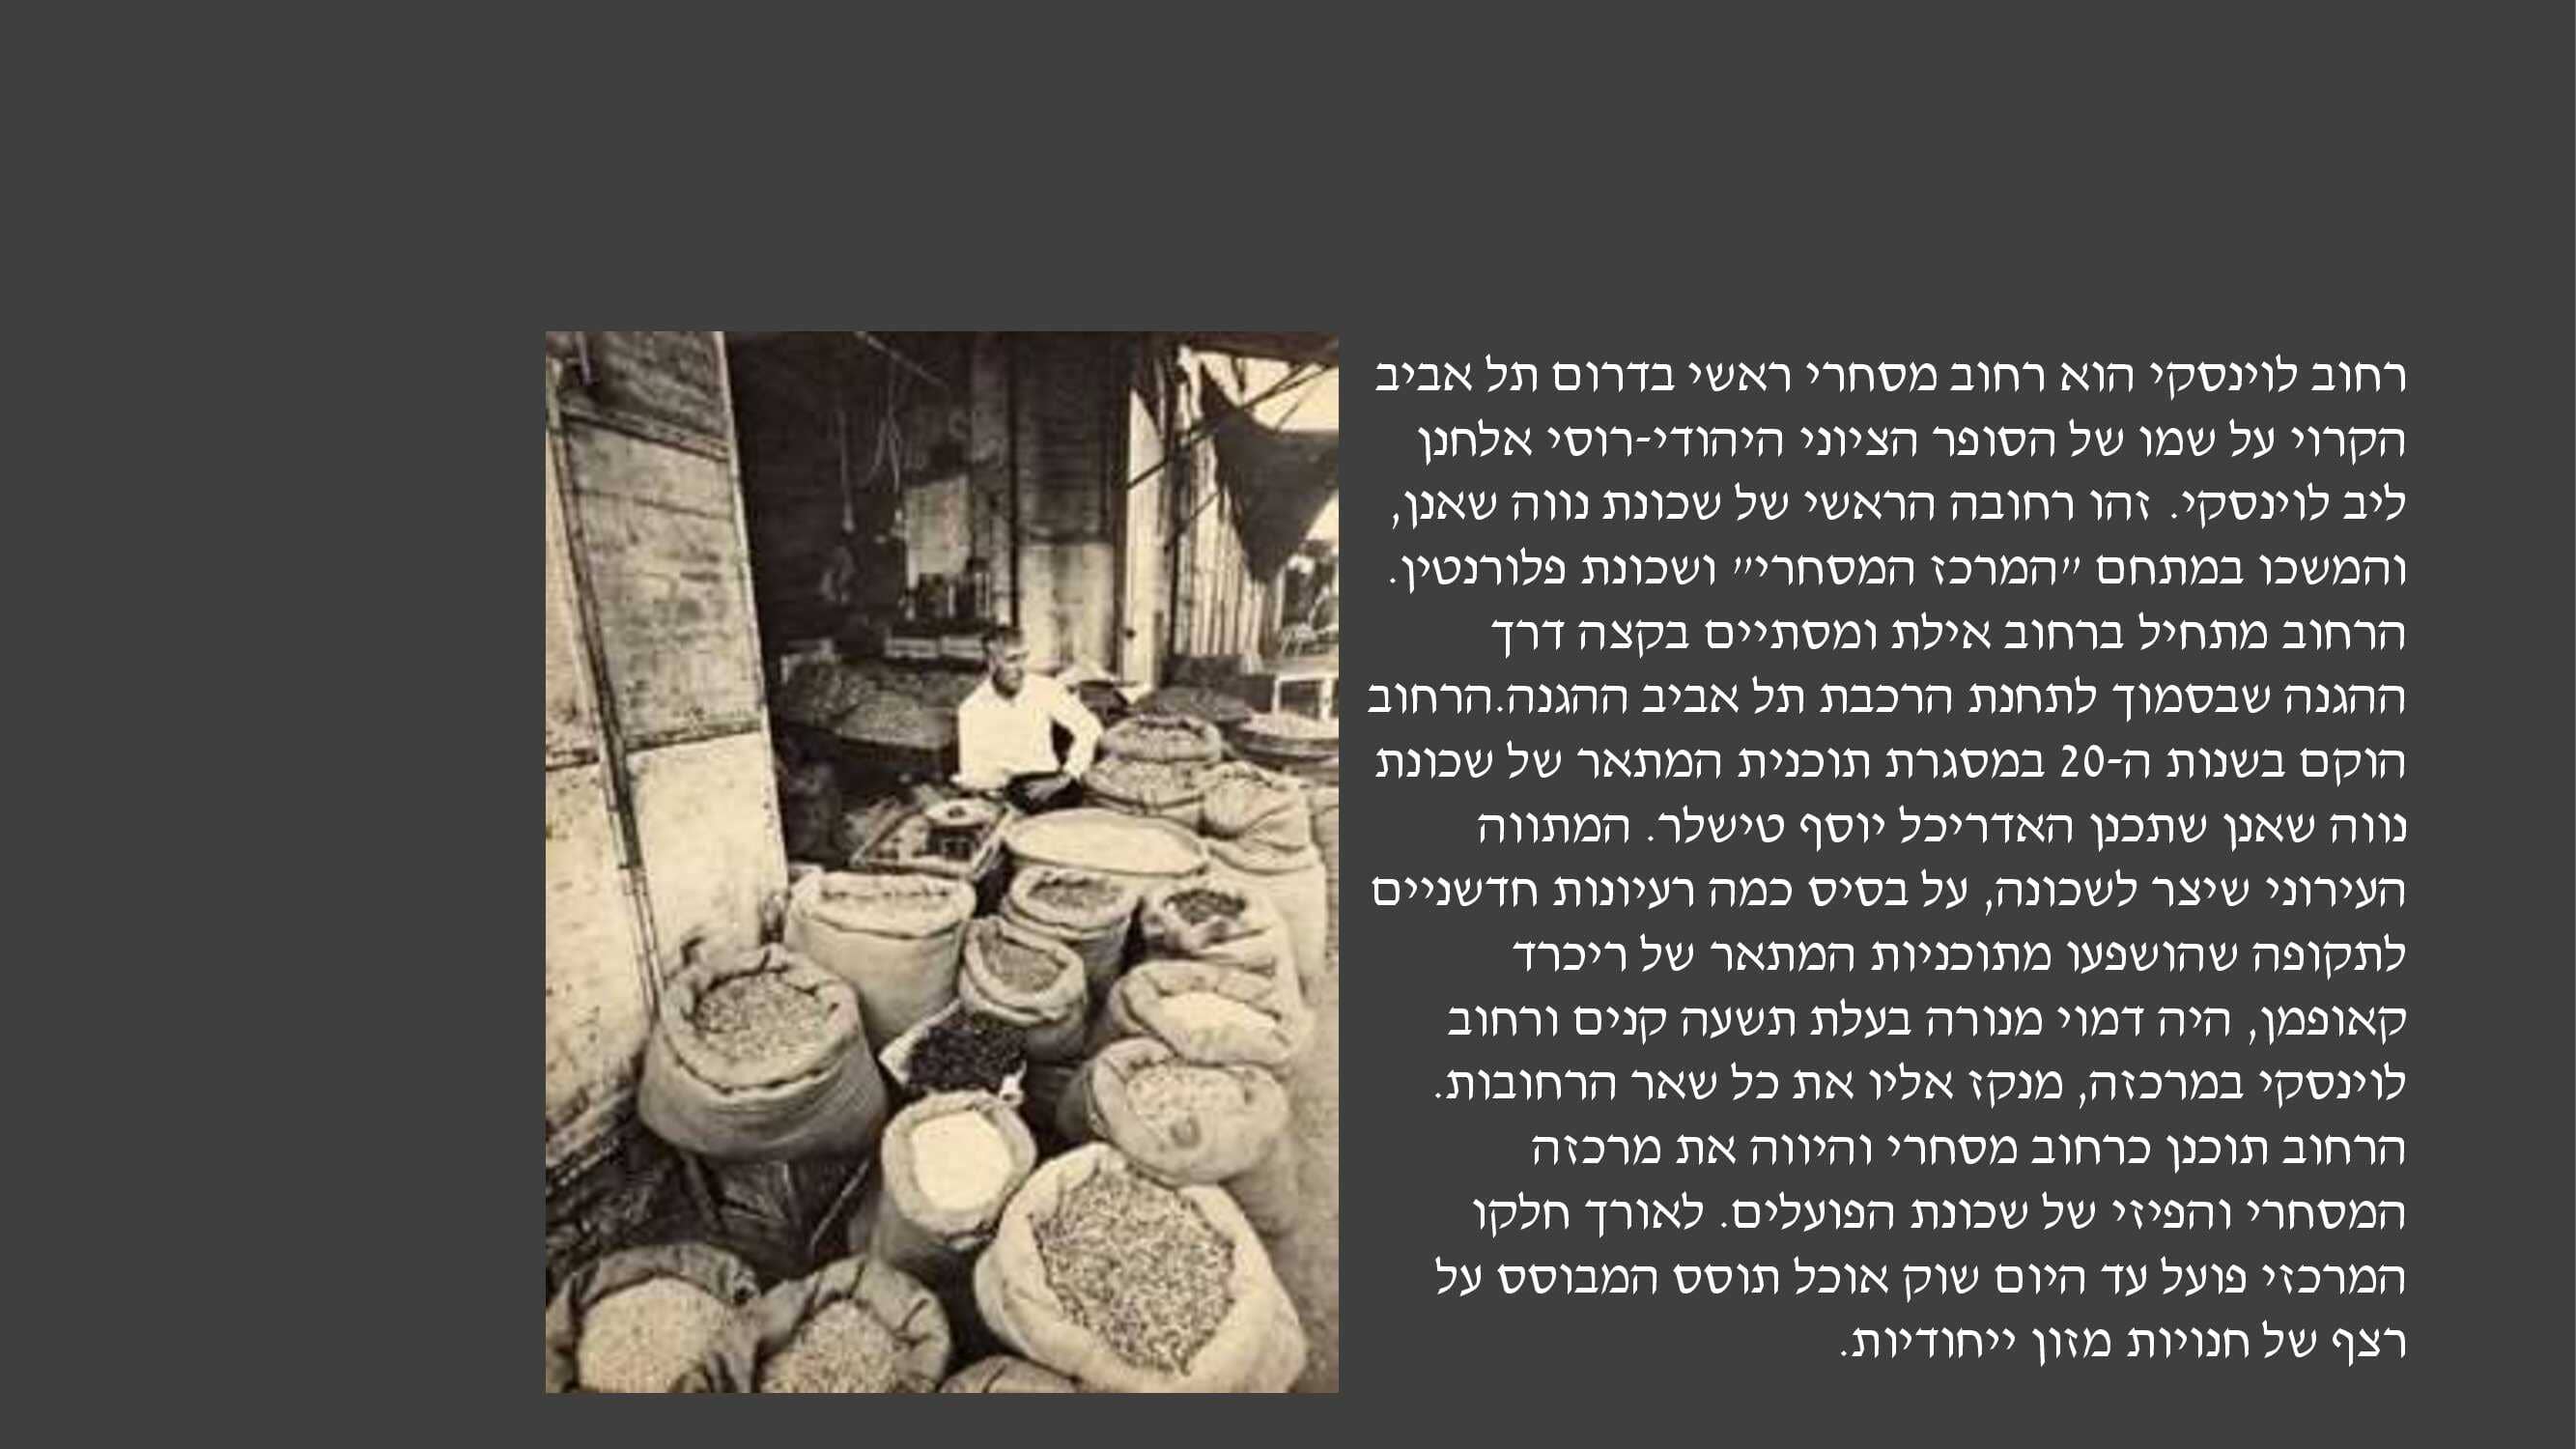 רחוב לוינסקי הוא רחוב מסחרי ראשי בדרום תל אביב
הקרוי על שמו של הסופר הציוני היהודי-רוסי אלחנן
ליב לוינסקי. זהו רחובה הראשי של שכונת נווה שאנן,
והמשכו במתחם "המרכז המסחרי" ושכונת פלורנטין.
הרחוב מתחיל ברחוב אילת ומסתיים בקצה דרך
ההגנה שבסמוך לתחנת הרכבת תל אביב ההגנה.הרחוב
הוקם בשנות ה-20 במסגרת תוכנית המתאר של שכונת
נווה שאנן שתכנן האדריכל יוסף טישלר. המתווה
העירוני שיצר לשכונה, על בסיס כמה רעיונות חדשניים
לתקופה שהושפעו מתוכניות המתאר של ריכרד
קאופמן, היה דמוי מנורה בעלת תשעה קנים ורחוב
לוינסקי במרכזה, מנקז אליו את כל שאר הרחובות.
הרחוב תוכנן כרחוב מסחרי והיווה את מרכזה
המסחרי והפיזי של שכונת הפועלים. לאורך חלקו
המרכזי פועל עד היום שוק אוכל תוסס המבוסס על
רצף של חנויות מזון ייחודיות.